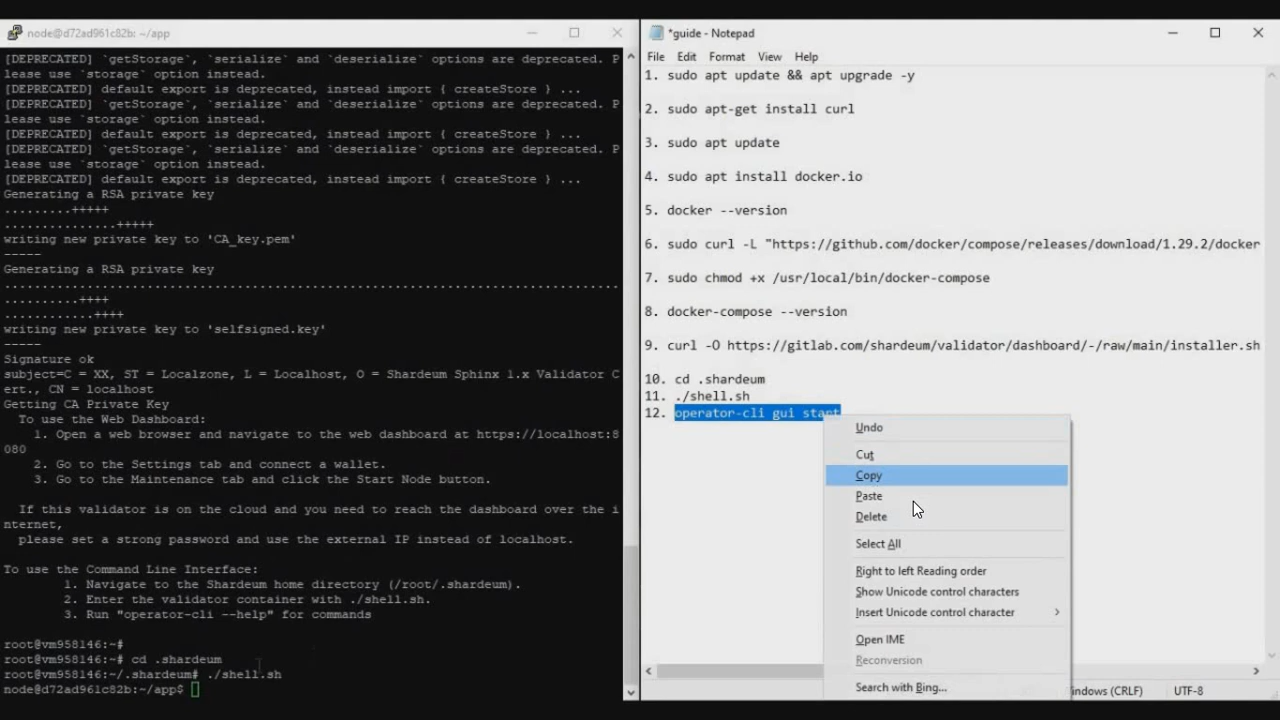 node@d72ad961c82b: ~/app
[DEPRECATED] `getStorage`, `serialize` and `deserialize` options are deprecated. P
lease use `storage` option instead.
[DEPRECATED] default export is deprecated, instead import { createStore } ...
[DEPRECATED] `getStorage`, `serialize` and `deserialize` options are deprecated. P
lease use `storage` option instead.
[DEPRECATED] default export is deprecated, instead import { createStore } ...
[DEPRECATED] `getStorage`, `serialize` and `deserialize` options are deprecated. P
lease use `storage` option instead.
[DEPRECATED] default export is deprecated, instead import { createStore } ...
Generating a RSA private key
.........+++++
...............+++++
writing new private key to 'CA_key.pem'
-----
Generating a RSA private key
..................................................................................
..........++++
............++++
writing new private key to 'selfsigned.key'
-----
Signature ok
subject=C = XX, ST = Localzone, L = Localhost, O = Shardeum Sphinx 1.x Validator C
ert., CN = localhost
Getting CA Private Key
To use the Web Dashboard:
1. Open a web browser and navigate to the web dashboard at https://localhost:8
080
2. Go to the Settings tab and connect a wallet.
3. Go to the Maintenance tab and click the Start Node button.
If this validator is on the cloud and you need to reach the dashboard over the i
nternet,
please set a strong password and use the external IP instead of localhost.
To use the Command Line Interface:
1. Navigate to the Shardeum home directory (/root/.shardeum).
2. Enter the validator container with ./shell.sh.
3. Run "operator-cli --help" for commands
root@vm958146:~#
root@vm958146:~# cd .shardeum
root@vm958146:~/.shardeum# ./shell.sh
node@d72ad961c82b:~/app$
*guide - Notepad
File Edit Format View Help
1. sudo apt update && apt upgrade -y
2. sudo apt-get install curl
3. sudo apt update
4. sudo apt install docker.io
5. docker --version
6. sudo curl -L "https://github.com/docker/compose/releases/download/1.29.2/docker
7. sudo chmod +x /usr/local/bin/docker-compose
8. docker-compose --version
9. curl -O https://gitlab.com/shardeum/validator/dashboard/-/raw/main/installer.sh
10. cd .shardeum
11. ./shell.sh
12. operator-cli gui start
Undo
Cut
Copy
Paste
Delete
Select All
Right to left Reading order
Show Unicode control characters
Insert Unicode control character
Open IME
Reconversion
Search with Bing...
indows (CRLF) UTF-8